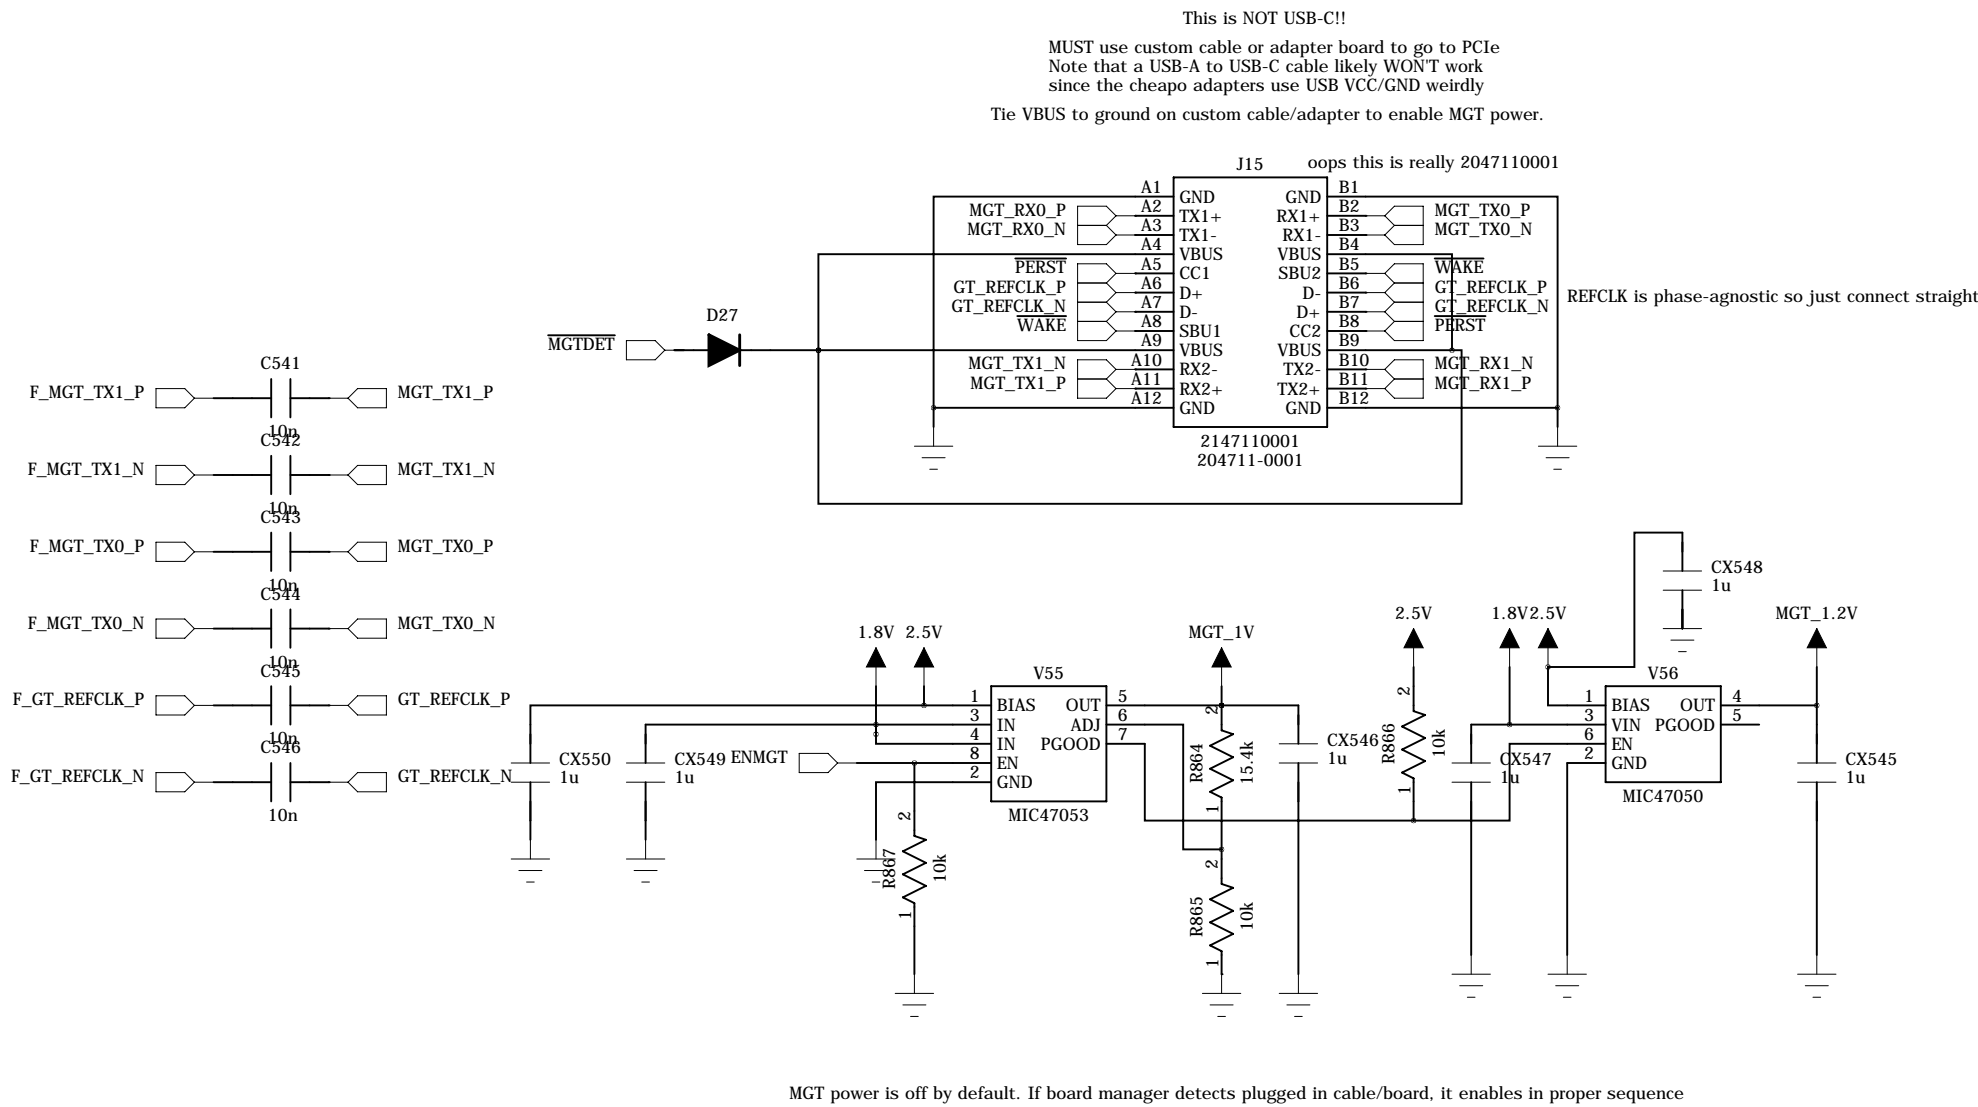 This is NOT USB-C!!
MUST use custom cable or adapter board to go to PCIe
Note that a USB-A to USB-C cable likely WON'T work
since the cheapo adapters use USB VCC/GND weirdly
Tie VBUS to ground on custom cable/adapter to enable MGT power.
J15
oops this is really 2047110001
A1 GND GND B1
MGT_RX0_P A2 TX1+ RX1+ B2 MGT_TX0_P
MGT_RX0_N A3 TX1- RX1- B3 MGT_TX0_N
A4 VBUS VBUS B4
PERST A5 CC1 SBU2 B5 WAKE
GT_REFCLK_P A6 D+ D- B6 GT_REFCLK_P
GT_REFCLK_N A7 D- D+ B7 GT_REFCLK_N
WAKE A8 SBU1 CC2 B8 PERST
A9 VBUS VBUS B9
MGT_TX1_N A10 RX2- TX2- B10 MGT_RX1_N
MGT_TX1_P A11 RX2+ TX2+ B11 MGT_RX1_P
A12 GND GND B12
2147110001
204711-0001
REFCLK is phase-agnostic so just connect straight
D27
MGTDET
C541
F_MGT_TX1_P MGT_TX1_P
10n
C542
F_MGT_TX1_N MGT_TX1_N
10n
C543
F_MGT_TX0_P MGT_TX0_P
10n
C544
F_MGT_TX0_N MGT_TX0_N
10n
C545
F_GT_REFCLK_P GT_REFCLK_P
10n
C546
F_GT_REFCLK_N GT_REFCLK_N
10n
1.8V 2.5V
V55
1 BIAS OUT 5
3 IN ADJ 6
4 IN PGOOD 7
8 EN
2 GND
MIC47053
CX550
1u
CX549
1u
ENMGT
2
R867
10k
1
MGT_1V
2
R864
15.4k
1
2
R865
10k
1
CX546
1u
2.5V
2
R866
10k
1
1.8V 2.5V
CX548
1u
MGT_1.2V
CX547
1u
V56
1 BIAS OUT 4
3 VIN PGOOD 5
6 EN
2 GND
MIC47050
CX545
1u
MGT power is off by default. If board manager detects plugged in cable/board, it enables in proper sequence